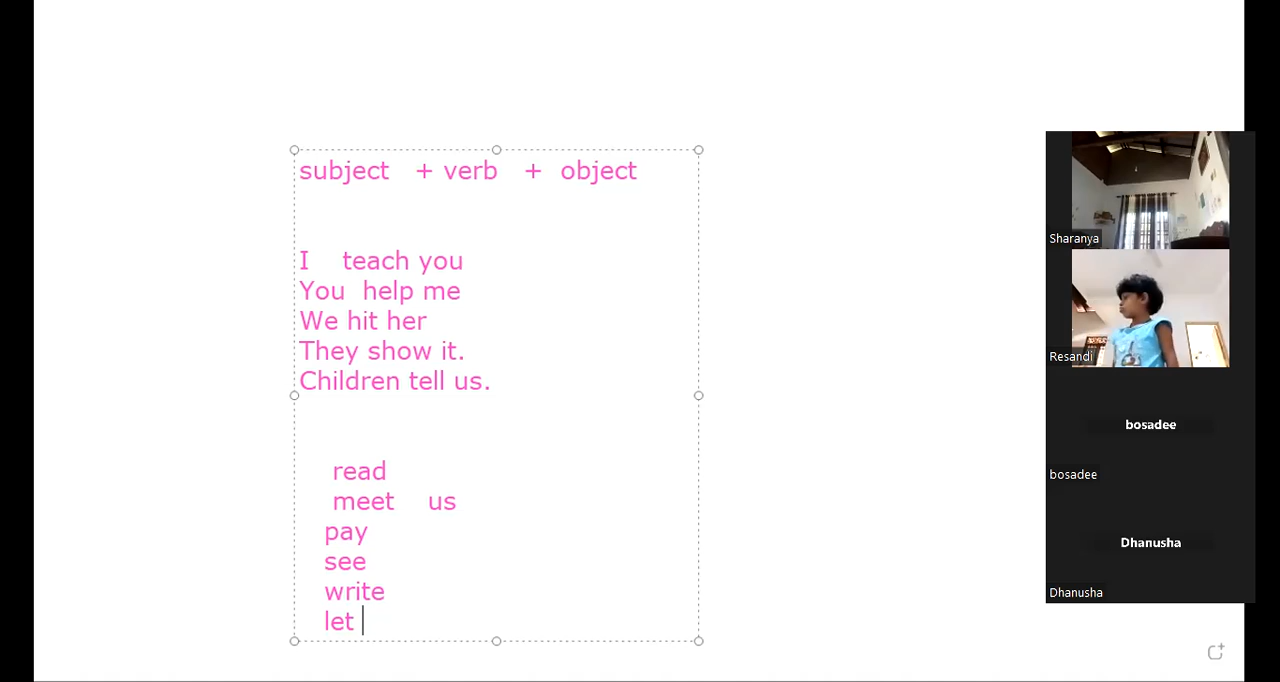 subject + verb + object
I teach you
You help me
We hit her
They show it.
Children tell us.
read
meet us
pay
see
write
let
Sharanya
Resandi
bosadee
bosadee
Dhanusha
Dhanusha